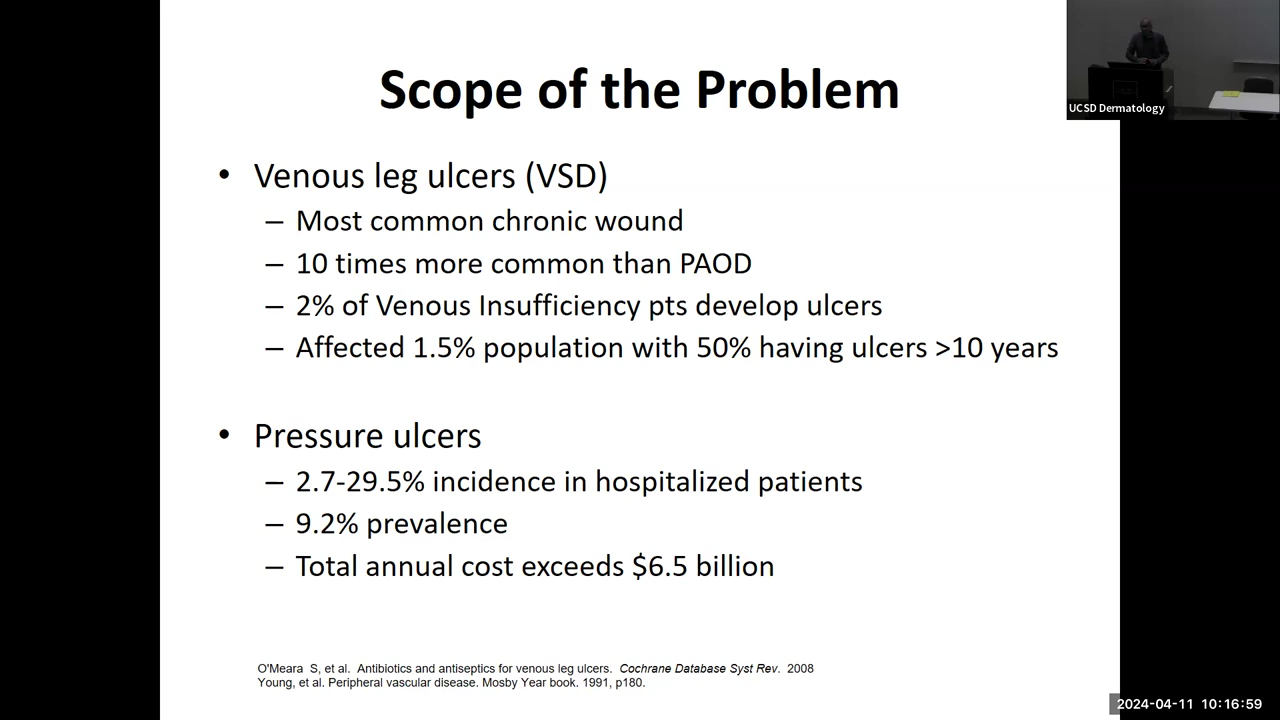 Scope of the Problem
UCSD Dermatology
• Venous leg ulcers (VSD)
– Most common chronic wound
– 10 times more common than PAOD
– 2% of Venous Insufficiency pts develop ulcers
– Affected 1.5% population with 50% having ulcers >10 years
• Pressure ulcers
– 2.7-29.5% incidence in hospitalized patients
– 9.2% prevalence
– Total annual cost exceeds $6.5 billion
O'Meara S, et al. Antibiotics and antiseptics for venous leg ulcers. Cochrane Database Syst Rev. 2008
Young, et al. Peripheral vascular disease. Mosby Year book. 1991, p180.
2024-04-11 10:16:59